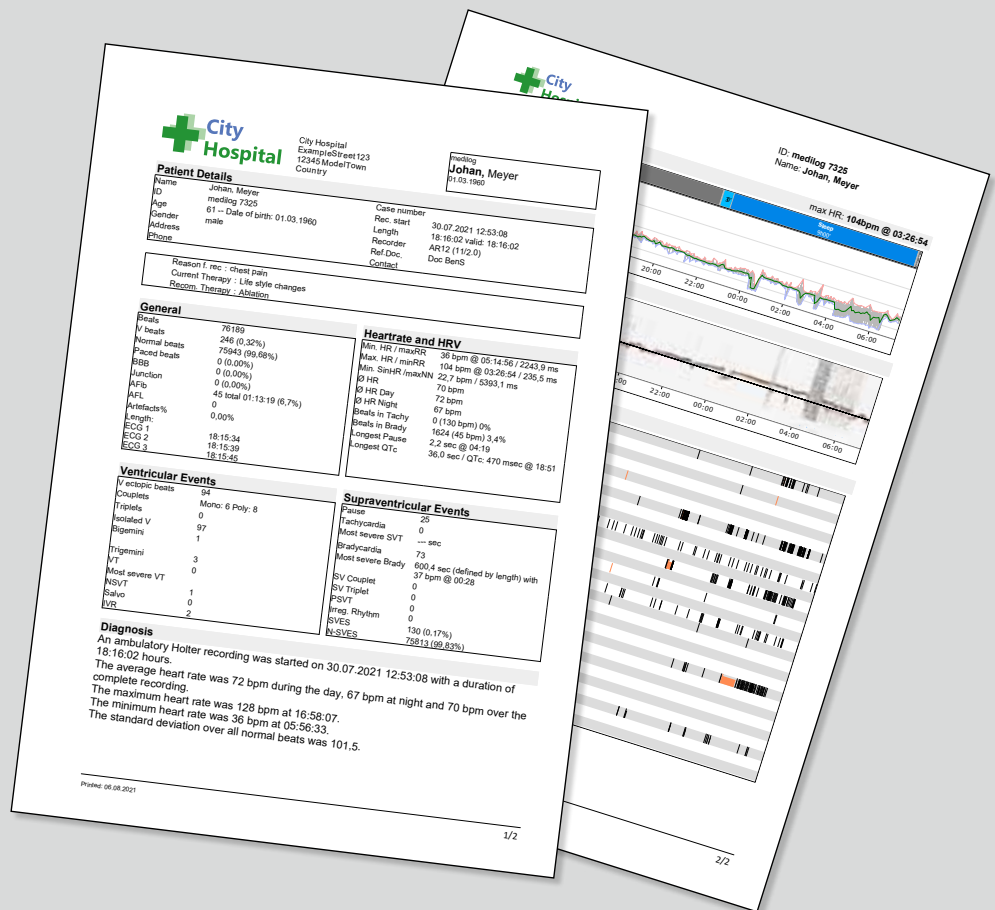 City
Hospital
City Hospital
ExampleStreet123
12345 ModelTown
Country
medilog
Johan, Meyer
01.03.1960
Patient Details
Name Johan, Meyer
ID medilog 7325
Age 61 -- Date of birth: 01.03.1960
Gender male
Address
Phone
Case number
Rec. start 30.07.2021 12:53:08
Length 18:16:02 valid: 18:16:02
Recorder AR12 (11/2.0)
Ref.Doc. Doc BenS
Contact
Reason f. rec : chest pain
Current Therapy : Life style changes
Recom. Therapy : Ablation
General
Beats 76189
V beats 246 (0,32%)
Normal beats 75943 (99,68%)
Paced beats 0 (0,00%)
BBB 0 (0,00%)
Junction 0 (0,00%)
AFib 45 total 01:13:19 (6,7%)
AFL 0
Artefacts% 0,00%
Length:
ECG 1 18:15:34
ECG 2 18:15:39
ECG 3 18:15:45
Heartrate and HRV
Min. HR / maxRR 36 bpm @ 05:14:56 / 2243,9 ms
Max. HR / minRR 104 bpm @ 03:26:54 / 235,5 ms
Min. SinHR /maxNN 22,7 bpm / 5393,1 ms
Ø HR 70 bpm
Ø HR Day 72 bpm
Ø HR Night 67 bpm
Beats in Tachy 0 (130 bpm) 0%
Beats in Brady 1624 (45 bpm) 3,4%
Longest Pause 2,2 sec @ 04:19
Longest QTc 36,0 sec / QTc: 470 msec @ 18:51
Ventricular Events
V ectopic beats 94
Couplets Mono: 6 Poly: 8
Triplets 0
Isolated V 97
Bigemini 1
Trigemini 3
VT 0
Most severe VT
NSVT 1
Salvo 0
IVR 2
Supraventricular Events
Pause 25
Tachycardia 0
Most severe SVT --- sec
Bradycardia 73
Most severe Brady 600,4 sec (defined by length) with
37 bpm @ 00:28
SV Couplet 0
SV Triplet 0
PSVT 0
Irreg. Rhythm 0
SVES 130 (0.17%)
N-SVES 75813 (99,83%)
Diagnosis
An ambulatory Holter recording was started on 30.07.2021 12:53:08 with a duration of
18:16:02 hours.
The average heart rate was 72 bpm during the day, 67 bpm at night and 70 bpm over the
complete recording.
The maximum heart rate was 128 bpm at 16:58:07.
The minimum heart rate was 36 bpm at 05:56:33.
The standard deviation over all normal beats was 101,5.
Printed: 06.08.2021
1/2
City
ID: medilog 7325
Name: Johan, Meyer
max HR: 104bpm @ 03:26:54
Sleep
20:00 22:00 00:00 02:00 04:00 06:00
22:00 00:00 02:00 04:00 06:00
2/2